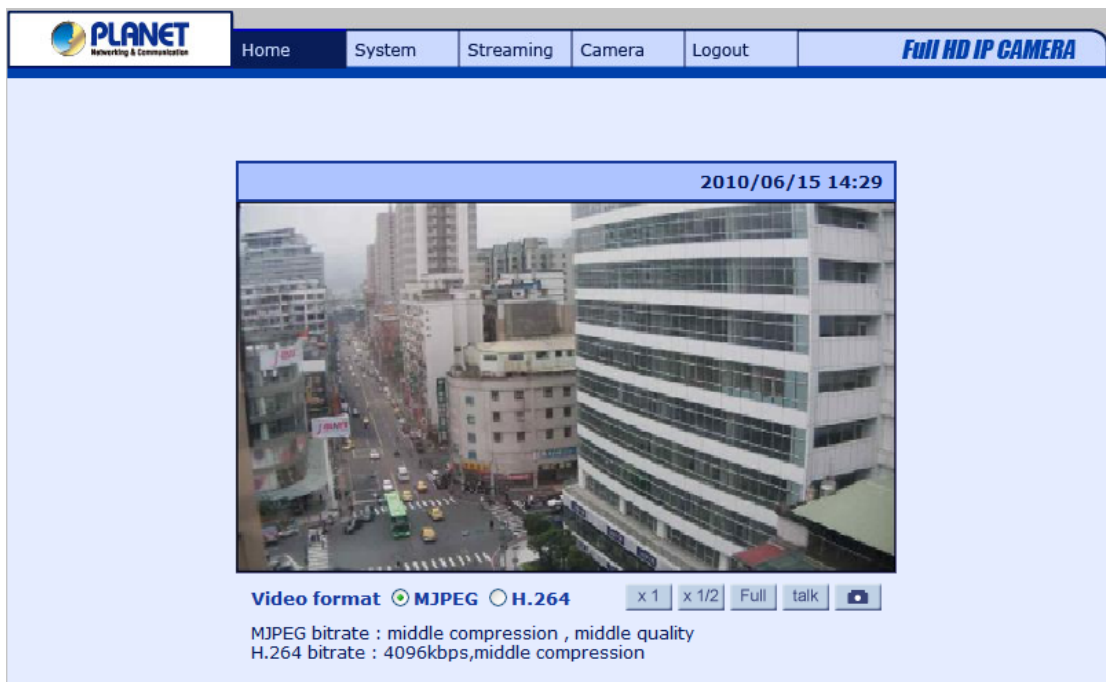 PLANET
Networking & Communication
Home System Streaming Camera Logout Full HD IP CAMERA
2010/06/15 14:29
Video format MJPEG H.264 x 1 x 1/2 Full talk
MJPEG bitrate : middle compression , middle quality
H.264 bitrate : 4096kbps,middle compression